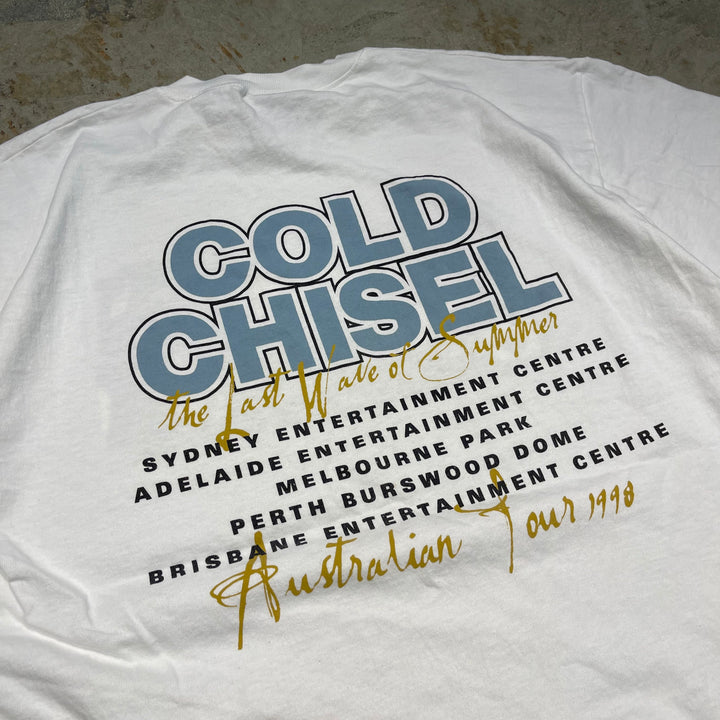 COLD
CHISEL
the Last Wave of Summer
SYDNEY ENTERTAINMENT CENTRE
ADELAIDE ENTERTAINMENT CENTRE
MELBOURNE PARK
PERTH BURSWOOD DOME
BRISBANE ENTERTAINMENT CENTRE
Australian Tour 1998